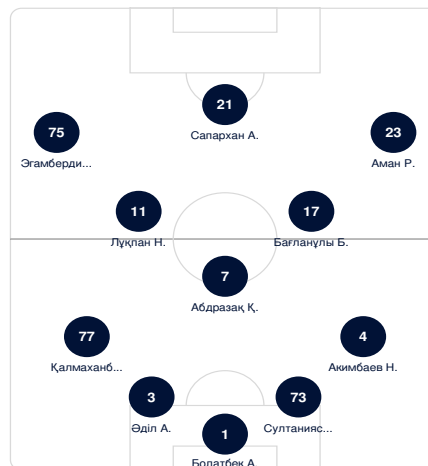 21
Сапархан А.
75
Эгамберди...
23
Аман Р.
11
Лұқпан Н.
17
Бағланұлы Б.
7
Абдразақ Қ.
77
Қалмаханб...
4
Акимбаев Н.
3
Әділ А.
73
Султанияс...
1
Болатбек А.